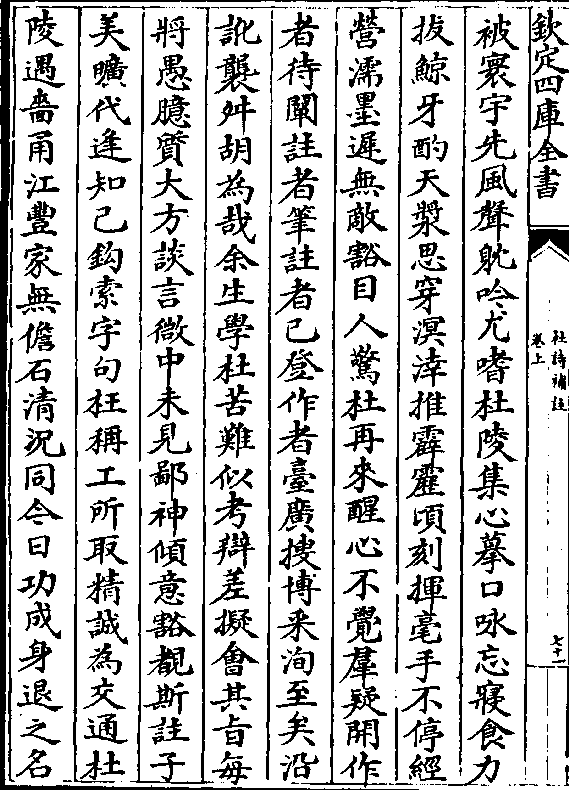 欽定四庫全書
杜詩補註
卷上
七十一
被寰宇先風聲躭吟尤嗜杜陵集心摹口咏忘寢食力
拔鯨牙酌天漿思穿溟涬推霹靂頃刻揮毫手不停經
營濡墨遲無敵豁目人驚杜再來醒心不覺羣疑開作
者待闡註者筆註者已登作者臺廣搜博采洵至矣沿
訛襲舛胡為哉余生學杜苦難似考辯差擬會其旨每
將愚臆質大方談言微中未見鄙神傾意豁覩斯註子
美曠代逢知己鈎索字句枉稱工所取精誠為交通杜
陵遇嗇甬江豐家無儋石清況同今日功成身退之名